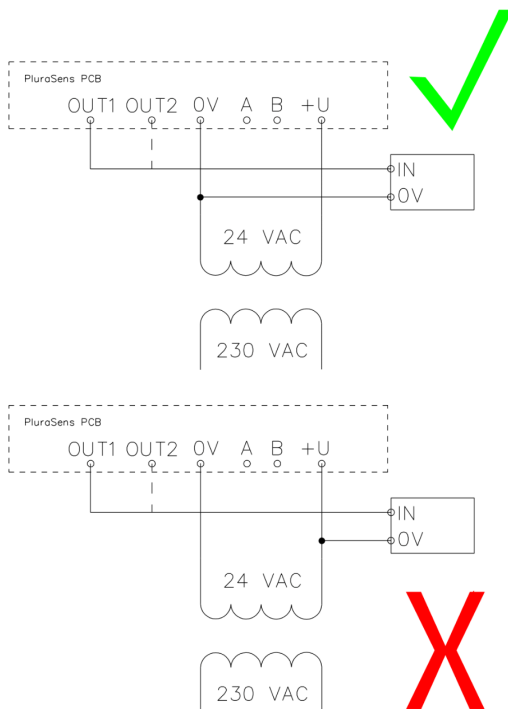 PluraSens PCB
OUT1 OUT2 0V A B +U
IN
0V
24 VAC
230 VAC
PluraSens PCB
OUT1 OUT2 0V A B +U
IN
0V
24 VAC
230 VAC